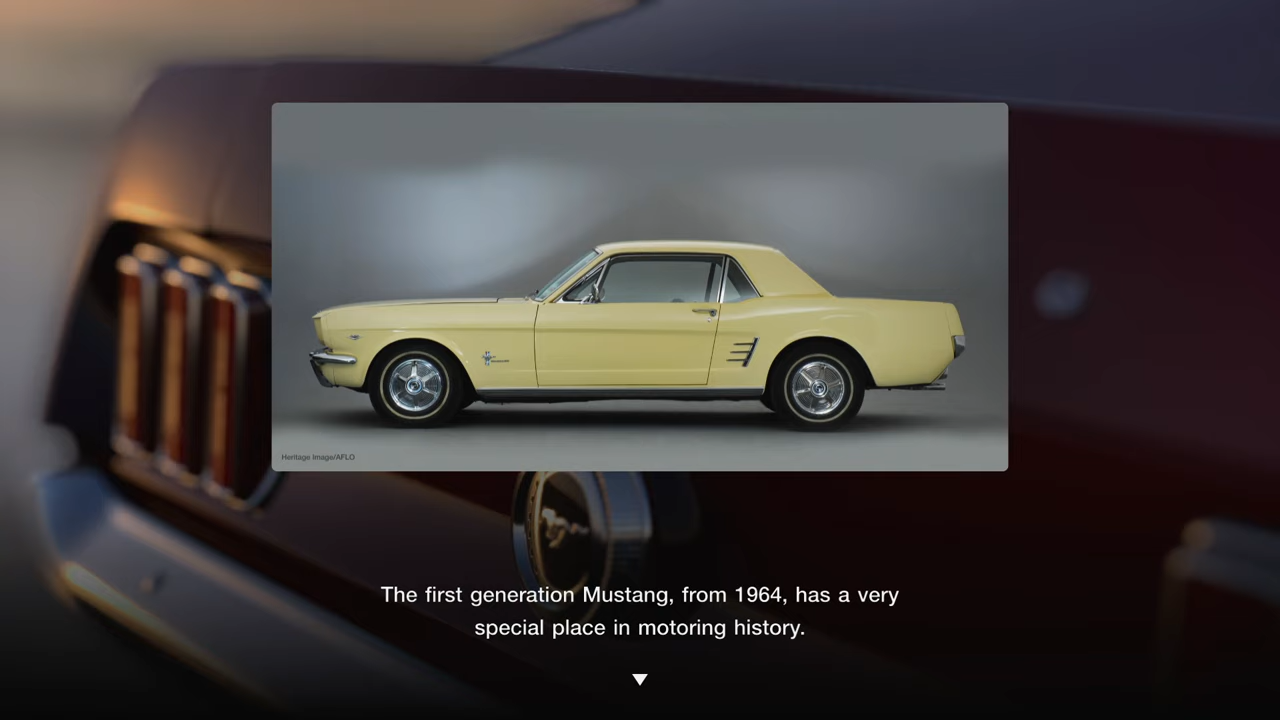 Heritage Image/AFLO
The first generation Mustang, from 1964, has a very
special place in motoring history.